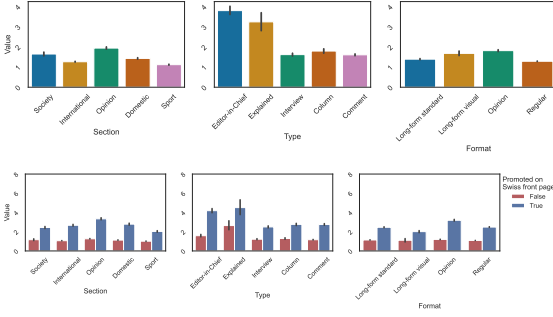 Value
4
3
2
1
0
Society
International
Opinion
Domestic
Sport
Section
4
3
2
1
0
Editor-in-Chief
Explained
Interview
Column
Comment
Type
4
3
2
1
0
Long-form standard
Long-form visual
Opinion
Regular
Format
Value
8
6
4
2
0
Society
International
Opinion
Domestic
Sport
Section
8
6
4
2
0
Editor-in-Chief
Explained
Interview
Column
Comment
Type
8
6
4
2
0
Long-form standard
Long-form visual
Opinion
Regular
Format
Promoted on
Swiss front page
False
True